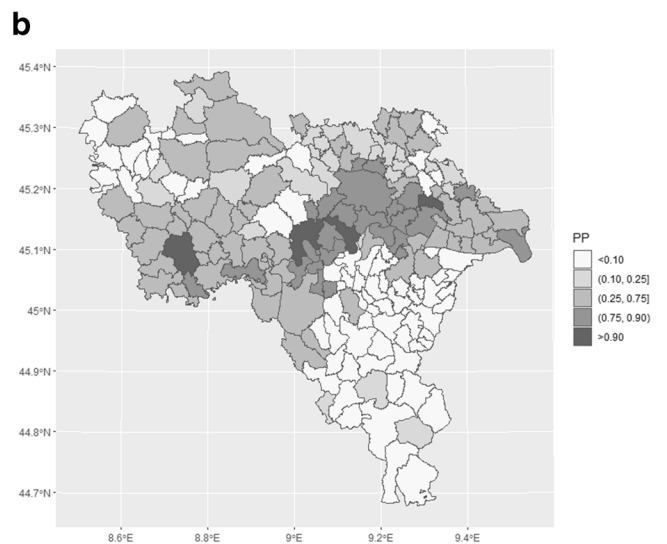 b
45.4°N
45.3°N
45.2°N
45.1°N
45°N
44.9°N
44.8°N
44.7°N
8.6°E
8.8°E
9°E
9.2°E
9.4°E
PP
<0.10
(0.10, 0.25]
(0.25, 0.75]
(0.75, 0.90)
>0.90